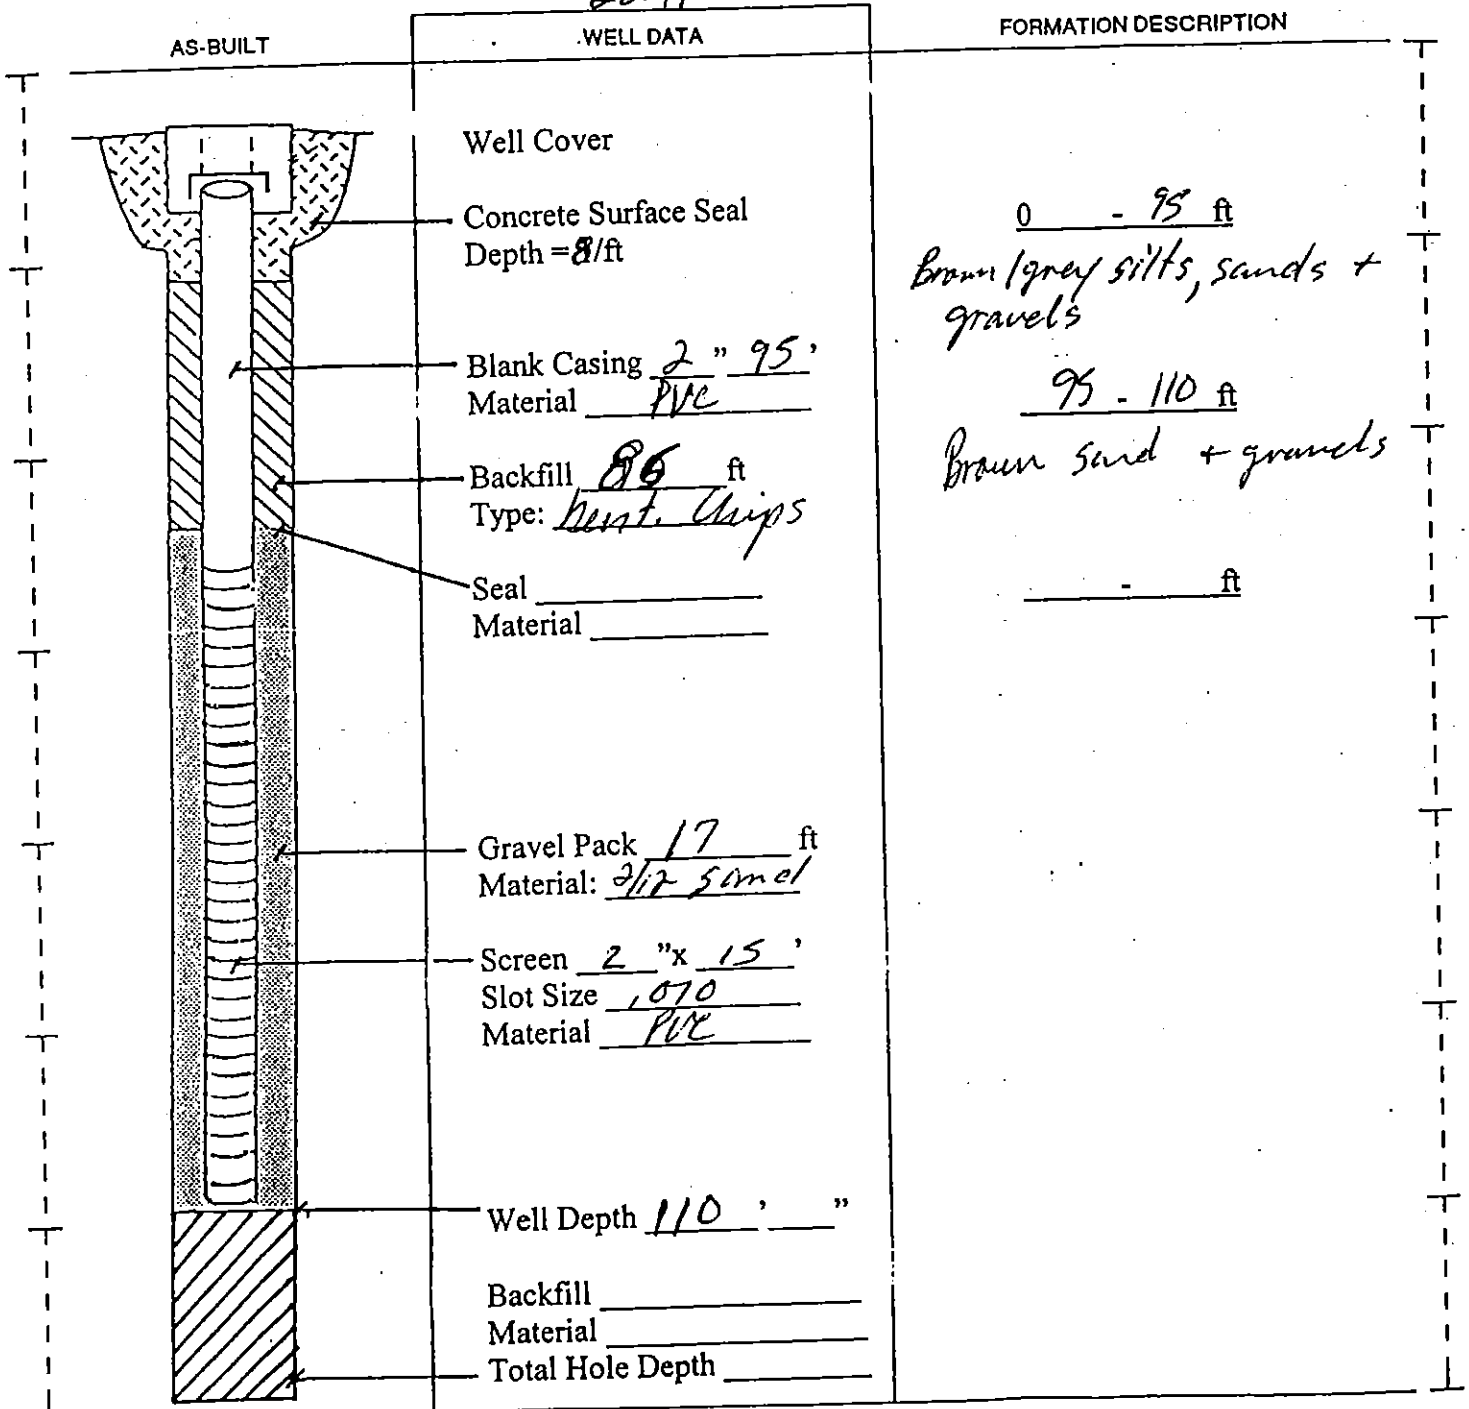 AS-BUILT
WELL DATA
FORMATION DESCRIPTION
Well Cover
Concrete Surface Seal
Depth = /ft
Blank Casing 2 " 95 '
Material PVC
Backfill 86 ft
Type: bent. Chips
Seal
Material
Gravel Pack 17 ft
Material: 2/12 sand
Screen 2 "x 15 '
Slot Size .010
Material PVC
Well Depth 110 ' "
Backfill
Material
Total Hole Depth
0 - 95 ft
Brown/grey silts, sands +
gravels
95 - 110 ft
Brown sand + gravels
- ft